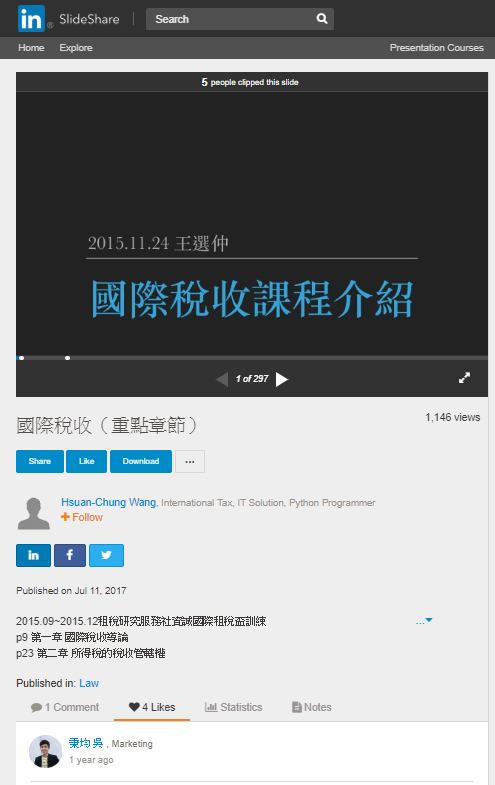 in® SlideShare Search
Home Explore Presentation Courses
5 people clipped this slide
2015.11.24 王選仲
國際稅收課程介紹
1 of 297
國際稅收（重點章節）
1,146 views
Share Like Download ...
Hsuan-Chung Wang, International Tax, IT Solution, Python Programmer
+ Follow
in f
Published on Jul 11, 2017
2015.09~2015.12租稅研究服務社資誠國際租稅盃訓練 ...
p9 第一章 國際稅收導論
p23 第二章 所得稅的稅收管轄權
Published in: Law
1 Comment 4 Likes Statistics Notes
秉均 吳 , Marketing
1 year ago